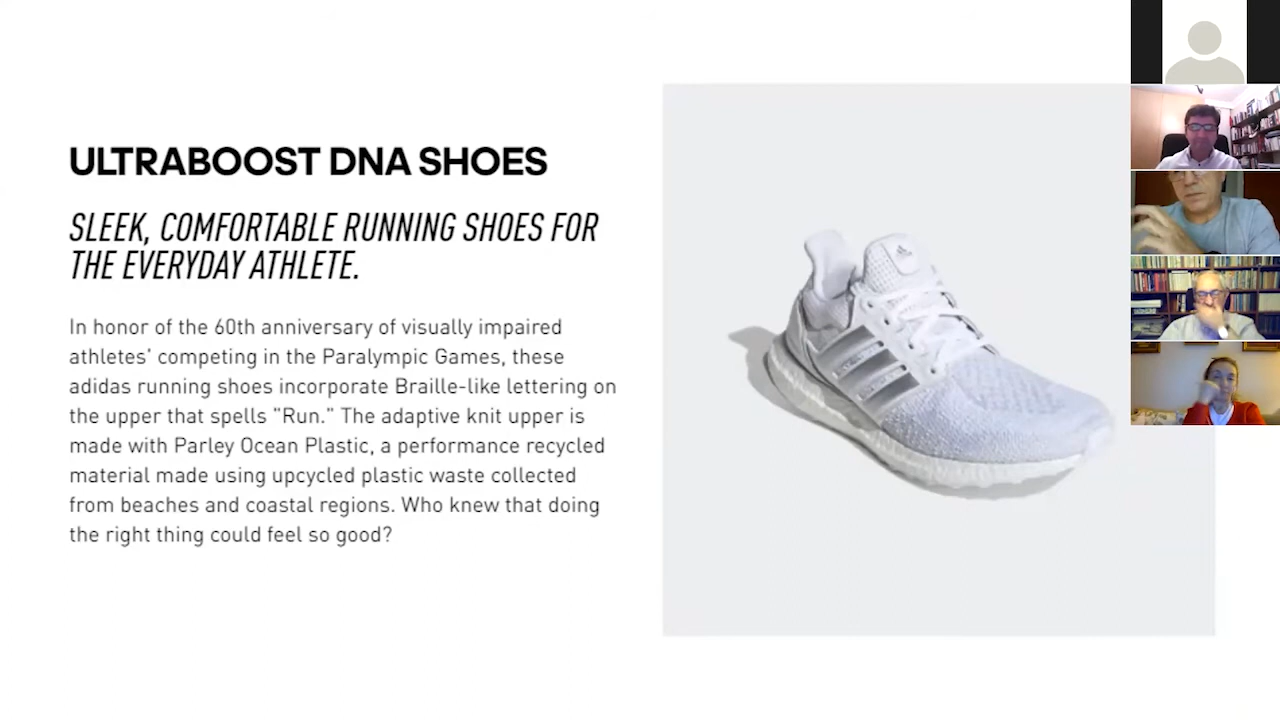 ULTRABOOST DNA SHOES
SLEEK, COMFORTABLE RUNNING SHOES FOR
THE EVERYDAY ATHLETE.
In honor of the 60th anniversary of visually impaired
athletes' competing in the Paralympic Games, these
adidas running shoes incorporate Braille-like lettering on
the upper that spells "Run." The adaptive knit upper is
made with Parley Ocean Plastic, a performance recycled
material made using upcycled plastic waste collected
from beaches and coastal regions. Who knew that doing
the right thing could feel so good?